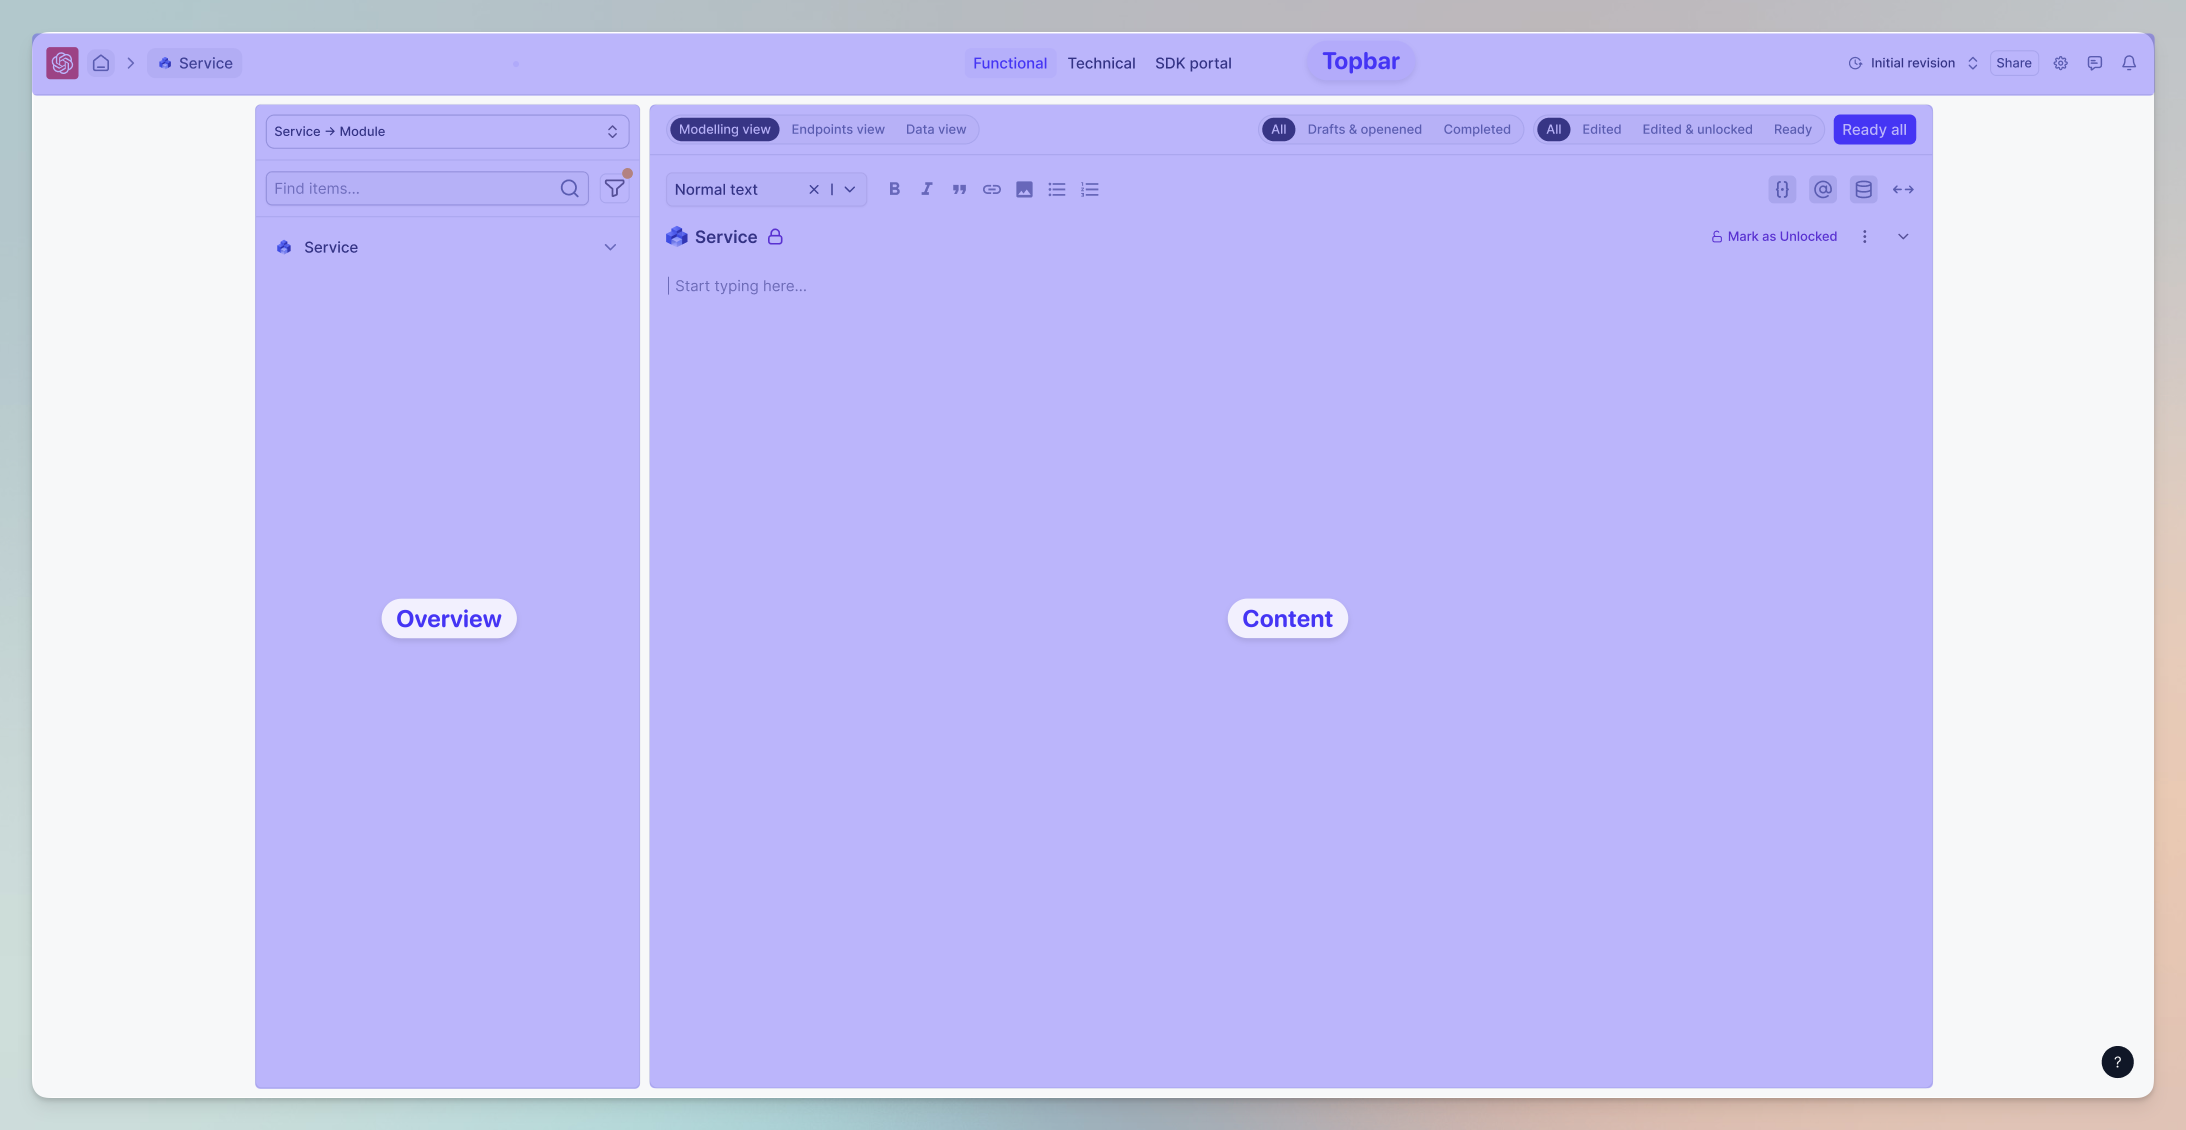 Service
Functional
Technical
SDK portal
Topbar
Initial revision
Share
Service → Module
Find items...
Service
Overview
Modelling view
Endpoints view
Data view
All
Drafts & openened
Completed
All
Edited
Edited & unlocked
Ready
Ready all
Normal text
Service
Mark as Unlocked
Start typing here...
Content
?